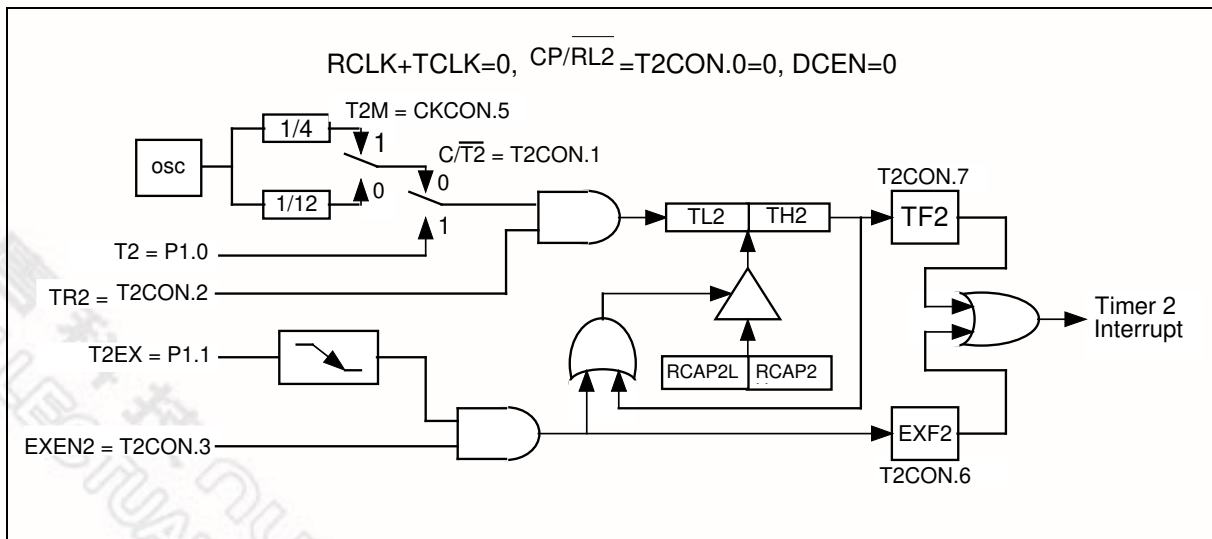 RCLK+TCLK=0, CP/RL2=T2CON.0=0, DCEN=0
T2M = CKCON.5
1/4
1
osc
C/T2 = T2CON.1
0
1/12
0
1
T2 = P1.0
TR2 = T2CON.2
TL2
TH2
T2CON.7
TF2
T2EX = P1.1
RCAP2L
RCAP2
Timer 2
Interrupt
EXEN2 = T2CON.3
EXF2
T2CON.6